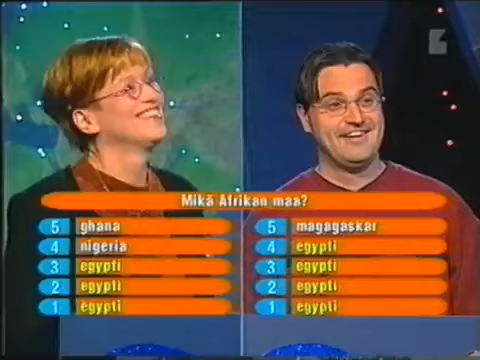 Mikä Afrikan maa?
5 ghana
4 nigeria
3 egypti
2 egypti
1 egypti
5 magagaskar
4 egypti
3 egypti
2 egypti
1 egypti